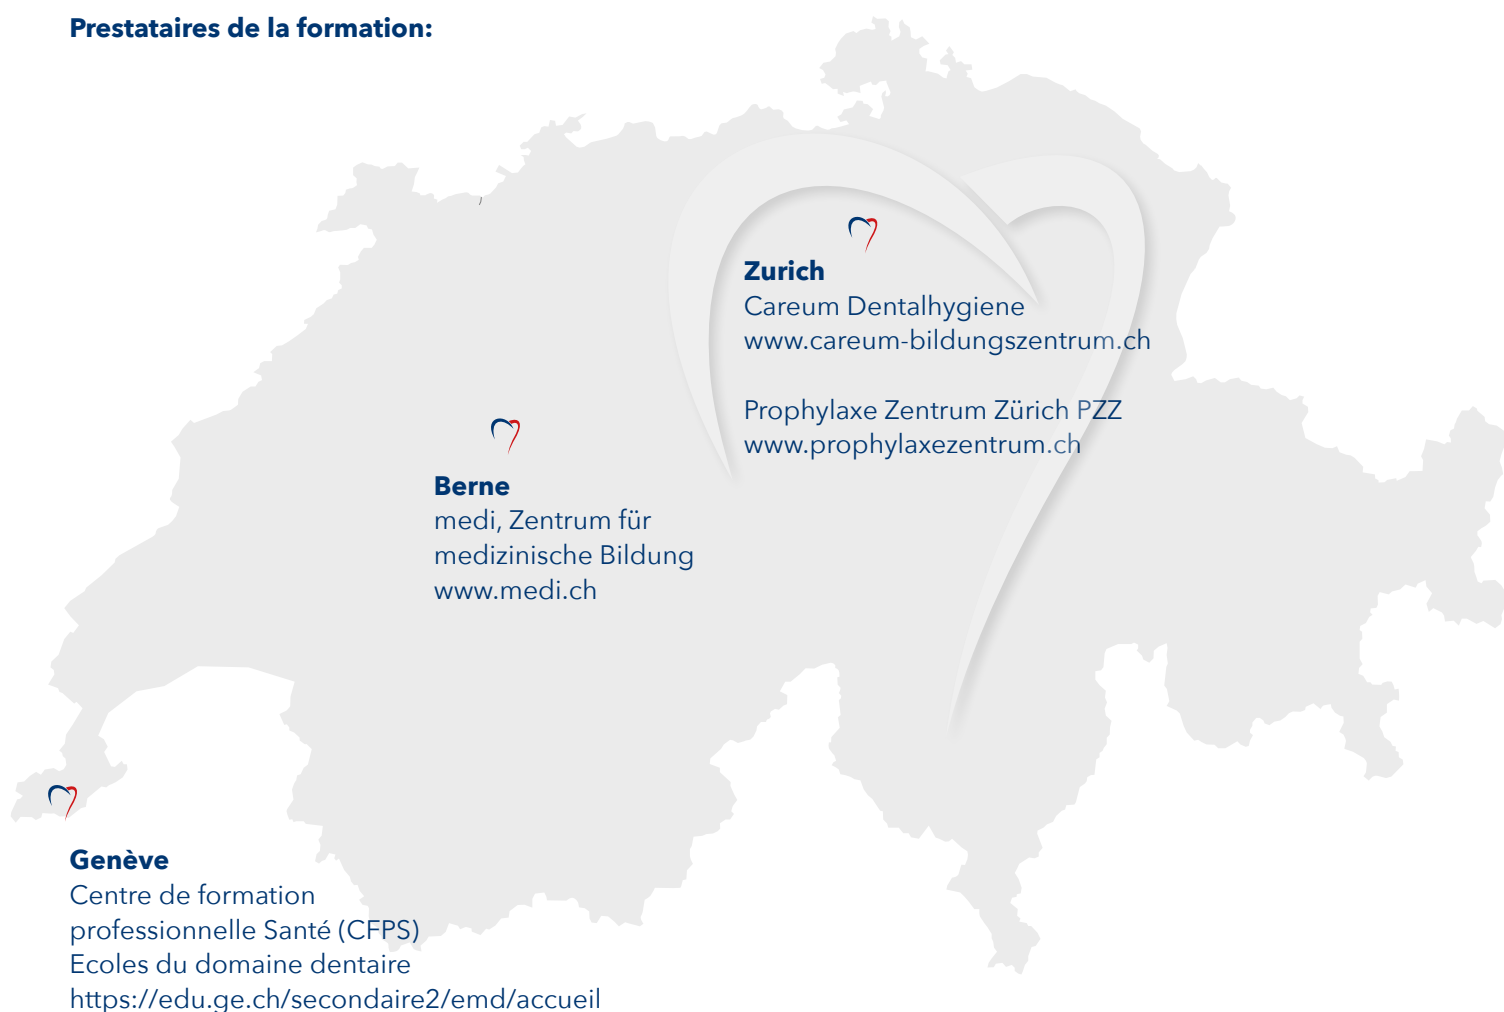 Prestataires de la formation:
Zurich
Careum Dentalhygiene
www.careum-bildungszentrum.ch
Prophylaxe Zentrum Zürich PZZ
www.prophylaxezentrum.ch
Berne
medi, Zentrum für
medizinische Bildung
www.medi.ch
Genève
Centre de formation
professionnelle Santé (CFPS)
Ecoles du domaine dentaire
https://edu.ge.ch/secondaire2/emd/accueil